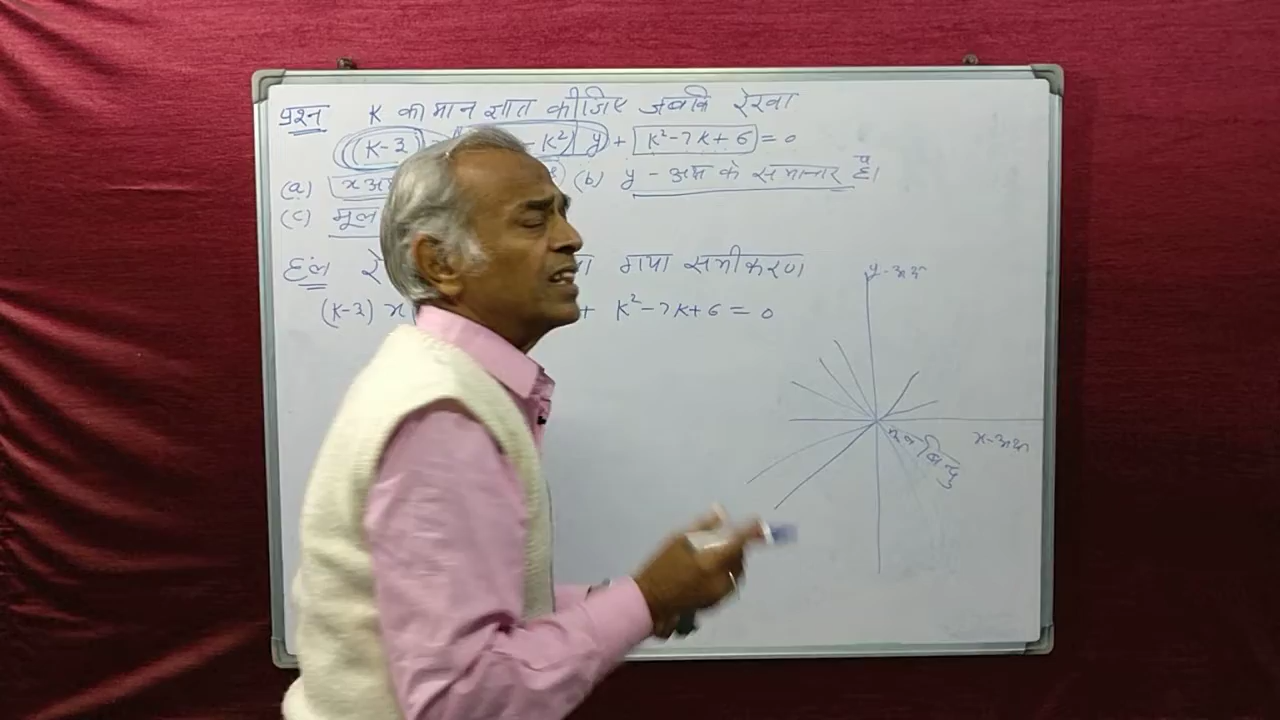 प्रश्न K का मान ज्ञात कीजिए जबकि रेखा
(K-3) - K²) y + K²-7K+6 = 0
(a) x अक्ष (b) y - अक्ष के समान्तर है।
(c) मूल
हल गया समीकरण
(K-3) x + K²-7K+6 = 0
y-अक्ष
x-अक्ष
मूल बिन्दु